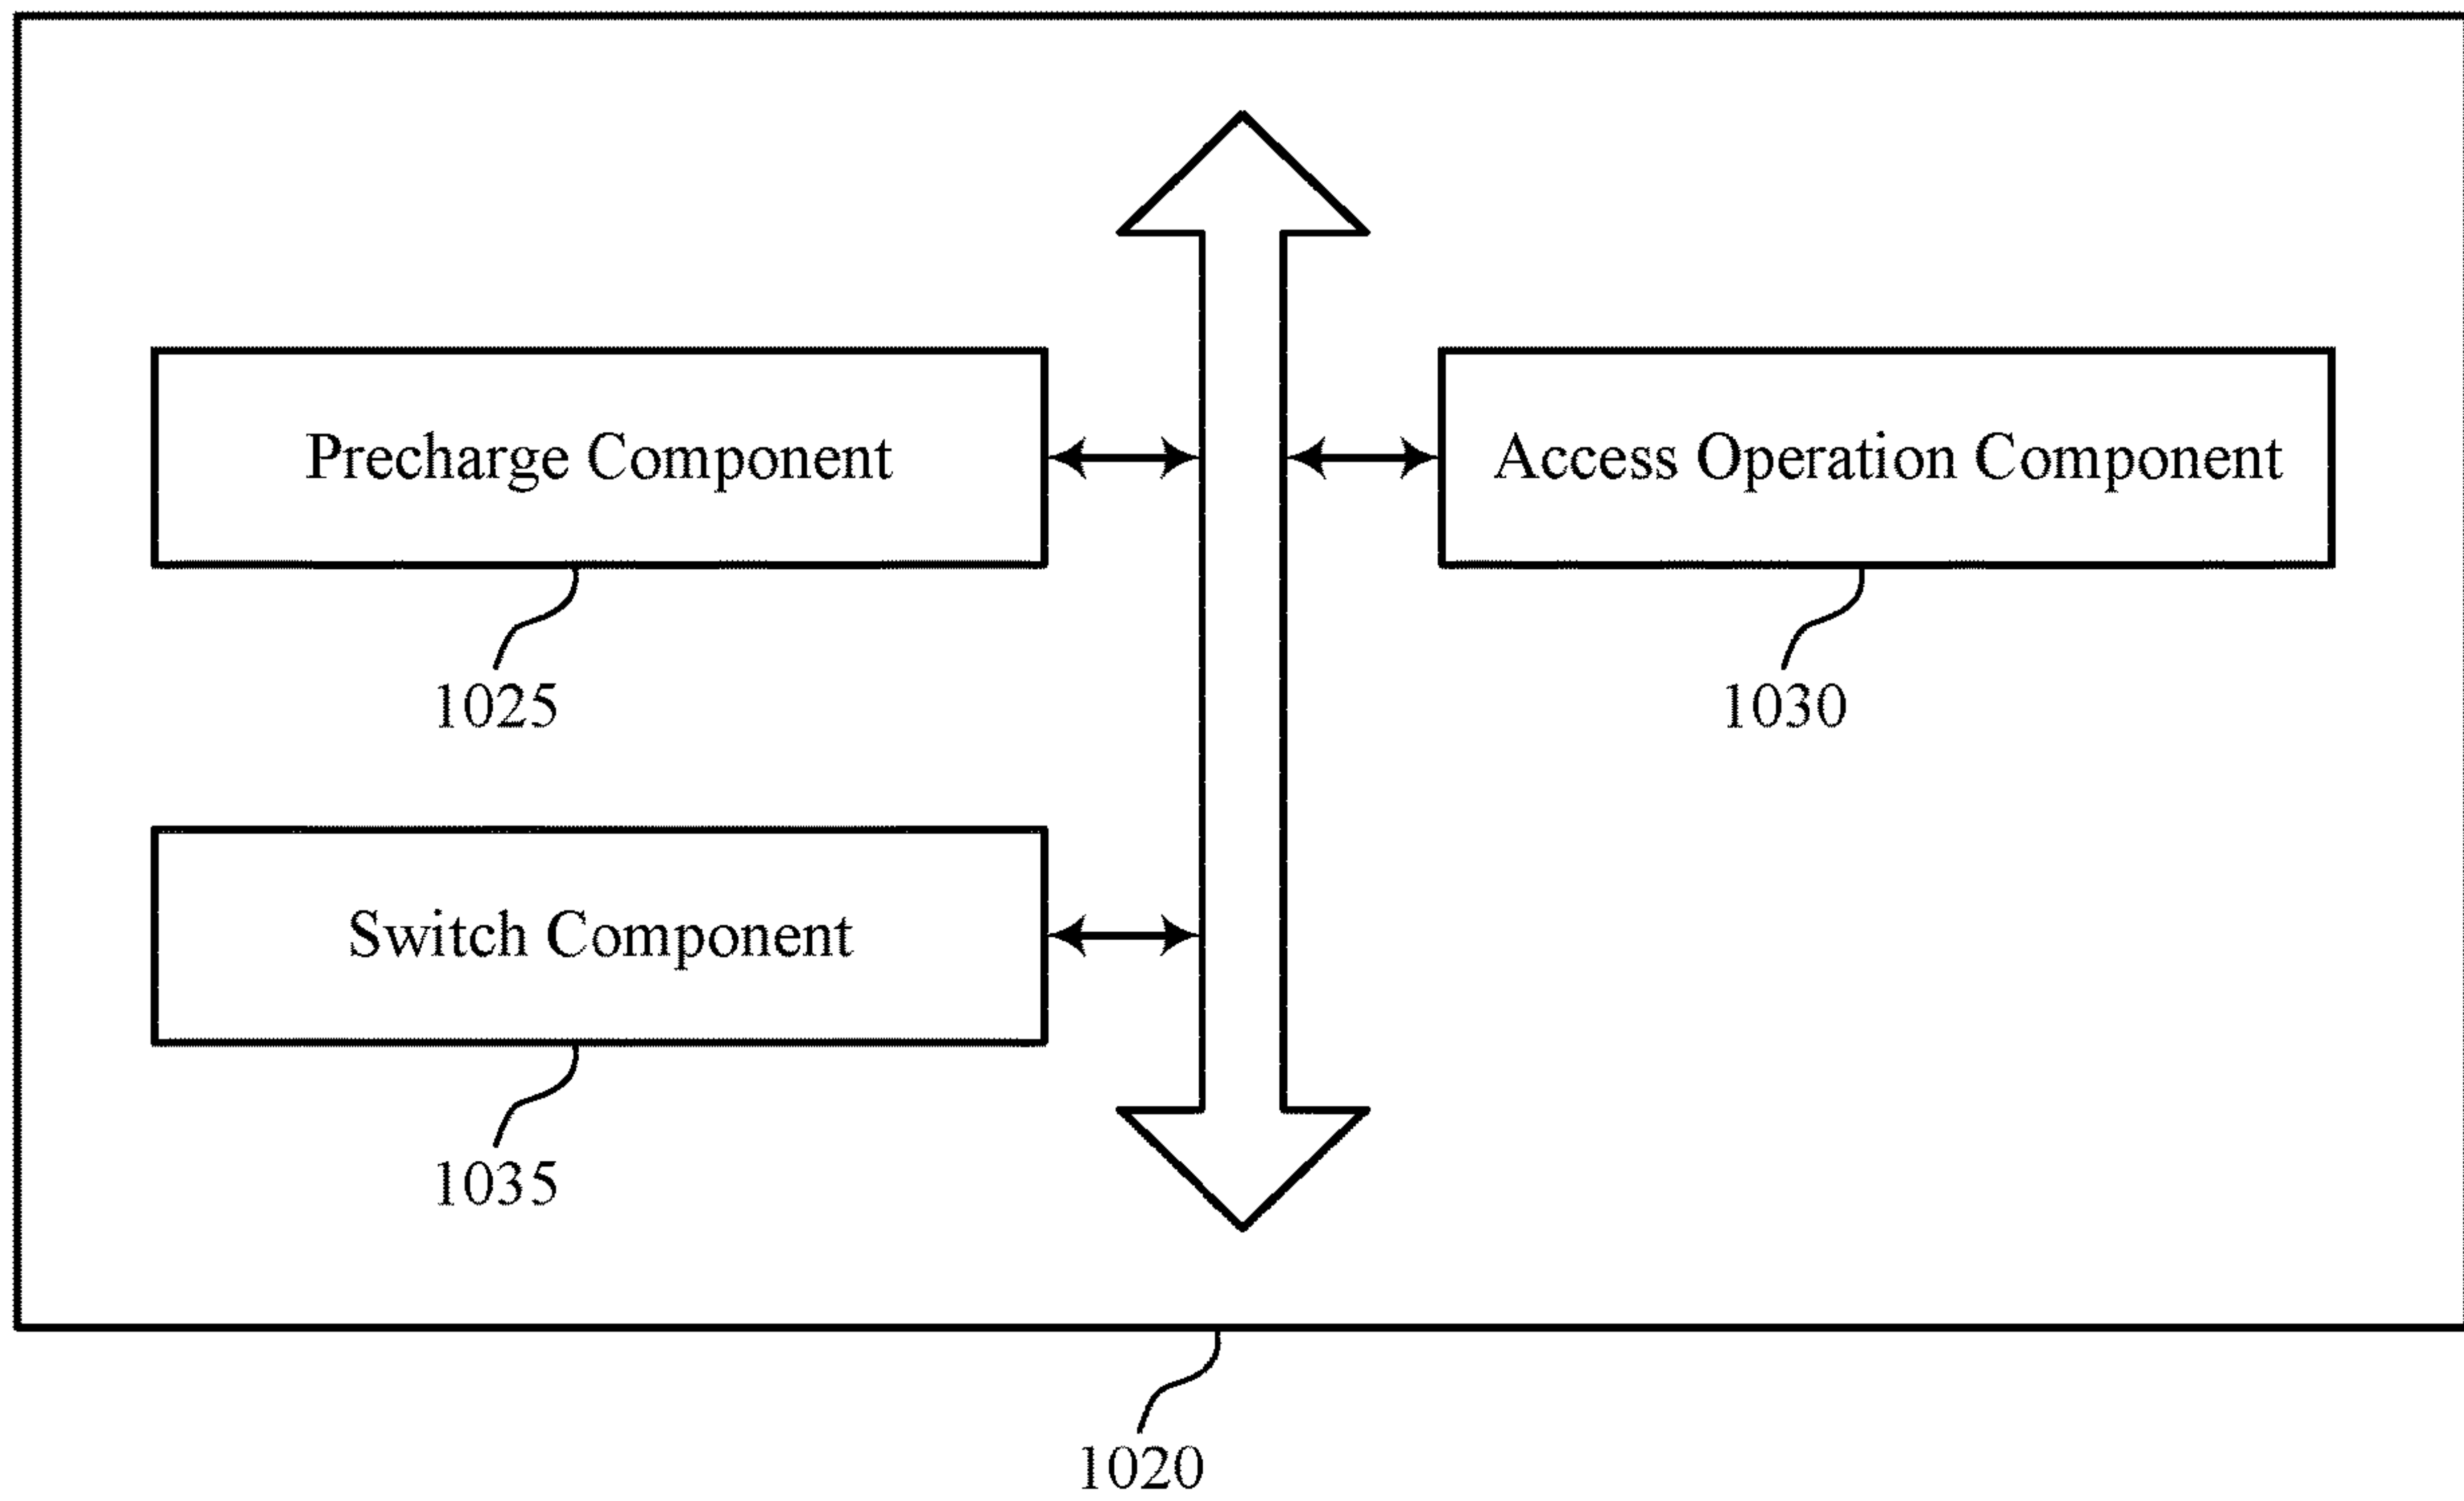 Precharge Component
Access Operation Component
1025
1030
Switch Component
1035
1020